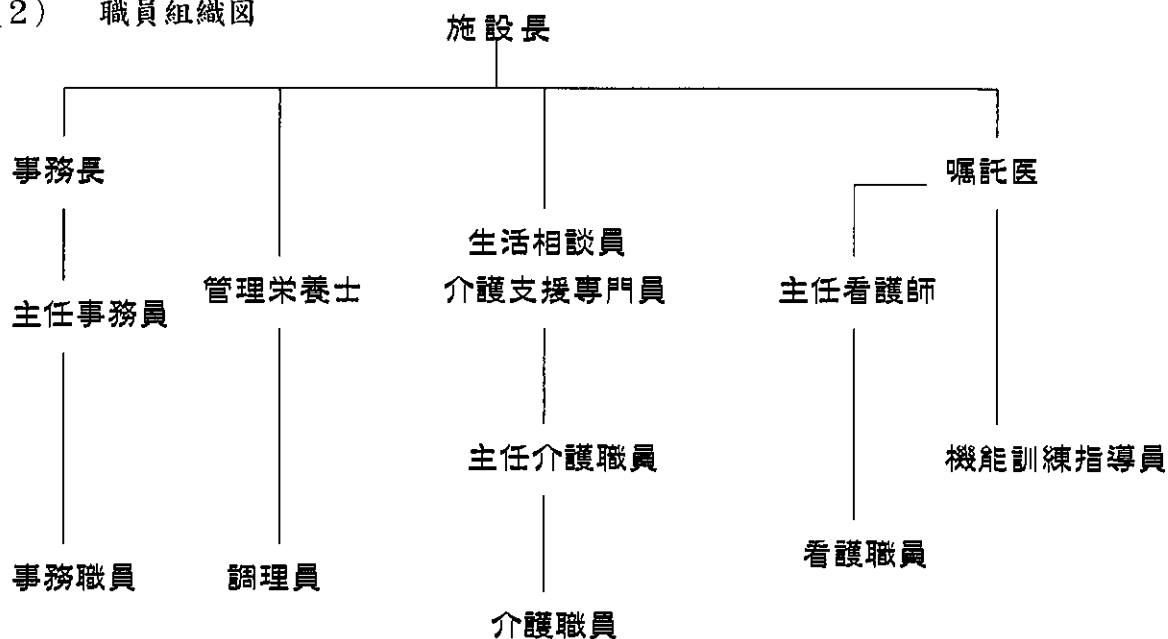 2） 職員組織図
施設長
事務長
嘱託医
生活相談員
管理栄養士
介護支援専門員
主任看護師
主任事務員
主任介護職員
機能訓練指導員
看護職員
事務職員
調理員
介護職員